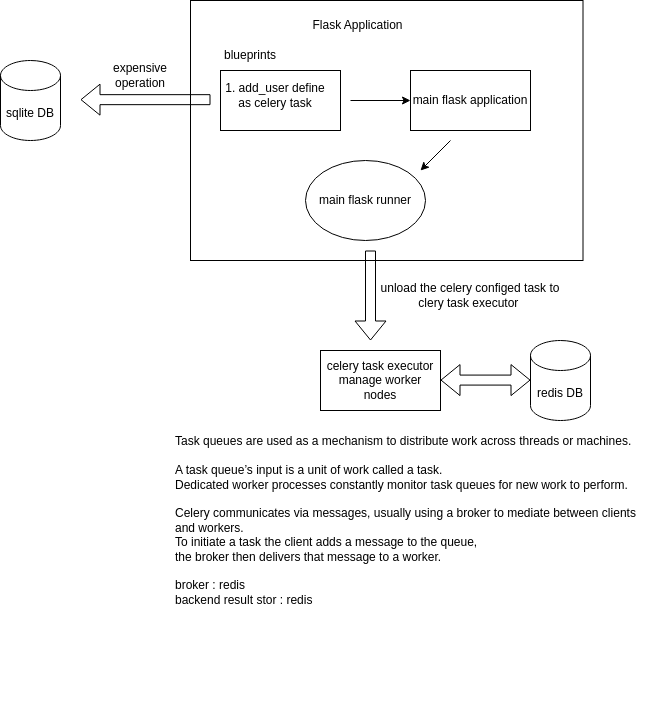 Flask Application
blueprints
expensive
operation
sqlite DB
1. add_user define
as celery task
main flask application
main flask runner
unload the celery configed task to
clery task executor
celery task executor
manage worker
nodes
redis DB
Task queues are used as a mechanism to distribute work across threads or machines.
A task queue’s input is a unit of work called a task.
Dedicated worker processes constantly monitor task queues for new work to perform.
Celery communicates via messages, usually using a broker to mediate between clients
and workers.
To initiate a task the client adds a message to the queue,
the broker then delivers that message to a worker.
broker : redis
backend result stor : redis